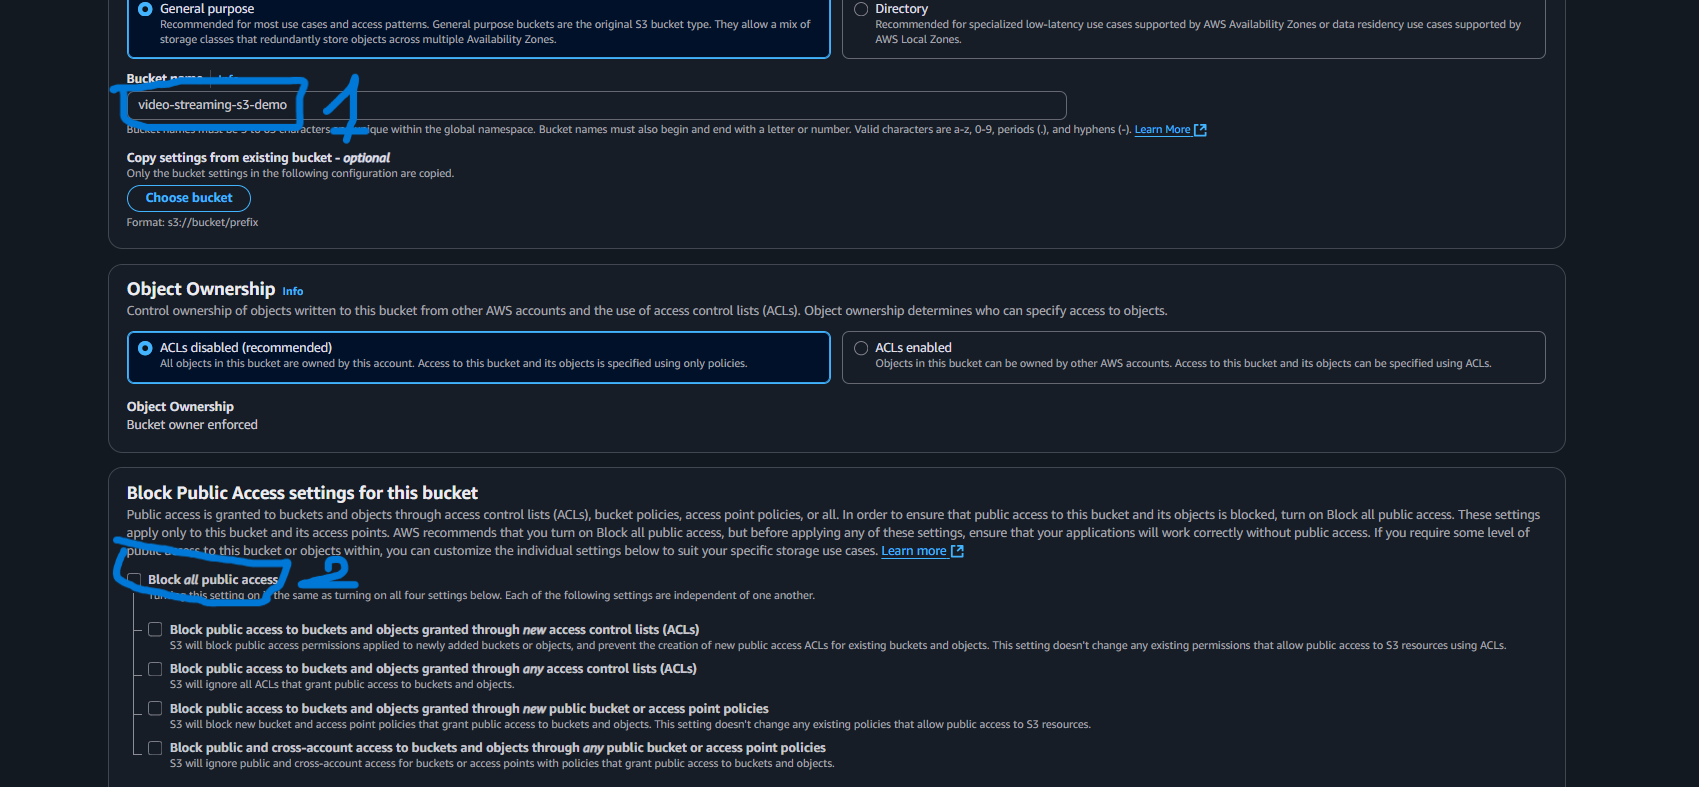 General purpose
Recommended for most use cases and access patterns. General purpose buckets are the original S3 bucket type. They allow a mix of
storage classes that redundantly store objects across multiple Availability Zones.
Directory
Recommended for specialized low-latency use cases supported by AWS Availability Zones or data residency use cases supported by
AWS Local Zones.
Bucket name Info
video-streaming-s3-demo
1
Bucket names must be 3 to 63 characters unique within the global namespace. Bucket names must also begin and end with a letter or number. Valid characters are a-z, 0-9, periods (.), and hyphens (-). Learn More
Copy settings from existing bucket - optional
Only the bucket settings in the following configuration are copied.
Choose bucket
Format: s3://bucket/prefix
Object Ownership Info
Control ownership of objects written to this bucket from other AWS accounts and the use of access control lists (ACLs). Object ownership determines who can specify access to objects.
ACLs disabled (recommended)
All objects in this bucket are owned by this account. Access to this bucket and its objects is specified using only policies.
ACLs enabled
Objects in this bucket can be owned by other AWS accounts. Access to this bucket and its objects can be specified using ACLs.
Object Ownership
Bucket owner enforced
Block Public Access settings for this bucket
Public access is granted to buckets and objects through access control lists (ACLs), bucket policies, access point policies, or all. In order to ensure that public access to this bucket and its objects is blocked, turn on Block all public access. These settings
apply only to this bucket and its access points. AWS recommends that you turn on Block all public access, but before applying any of these settings, ensure that your applications will work correctly without public access. If you require some level of
public access to this bucket or objects within, you can customize the individual settings below to suit your specific storage use cases. Learn more
Block all public access
2
Turning this setting on is the same as turning on all four settings below. Each of the following settings are independent of one another.
Block public access to buckets and objects granted through new access control lists (ACLs)
S3 will block public access permissions applied to newly added buckets or objects, and prevent the creation of new public access ACLs for existing buckets and objects. This setting doesn't change any existing permissions that allow public access to S3 resources using ACLs.
Block public access to buckets and objects granted through any access control lists (ACLs)
S3 will ignore all ACLs that grant public access to buckets and objects.
Block public access to buckets and objects granted through new public bucket or access point policies
S3 will block new bucket and access point policies that grant public access to buckets and objects. This setting doesn't change any existing policies that allow public access to S3 resources.
Block public and cross-account access to buckets and objects through any public bucket or access point policies
S3 will ignore public and cross-account access for buckets or access points with policies that grant public access to buckets and objects.